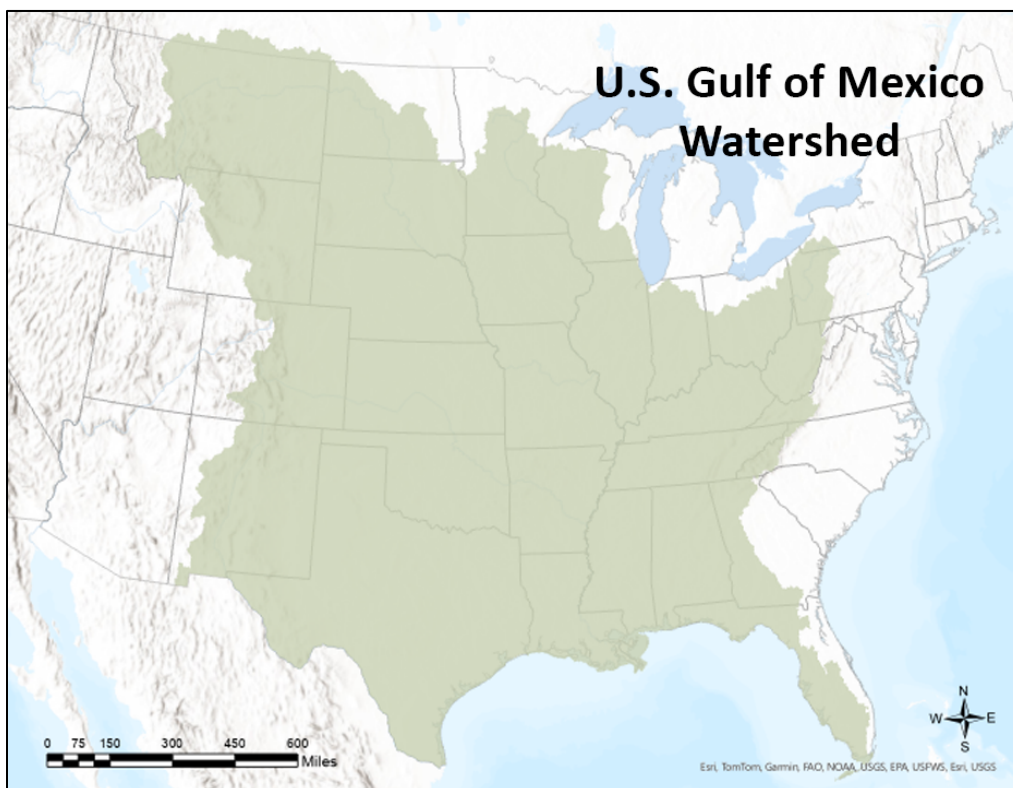 U.S. Gulf of Mexico
Watershed
N
W E
S
0 75 150 300 450 600
Miles
Esri, TomTom, Garmin, FAO, NOAA, USGS, EPA, USFWS, Esri, USGS